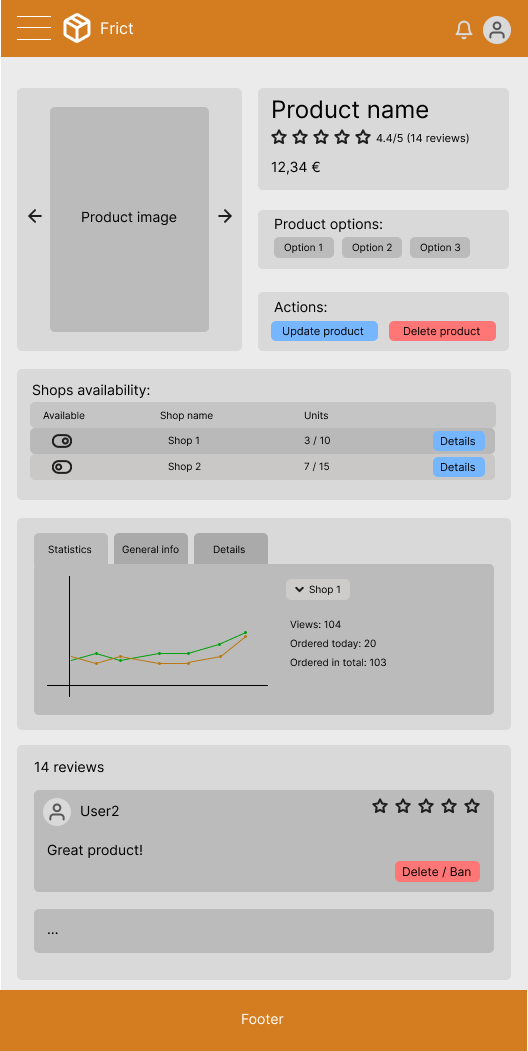 Frict
Product image
Product name
4.4/5 (14 reviews)
12,34 €
Product options:
Option 1 Option 2 Option 3
Actions:
Update product Delete product
Shops availability:
Available Shop name Units
Shop 1 3 / 10 Details
Shop 2 7 / 15 Details
Statistics General info Details
Shop 1
Views: 104
Ordered today: 20
Ordered in total: 103
14 reviews
User2
Great product!
Delete / Ban
...
Footer